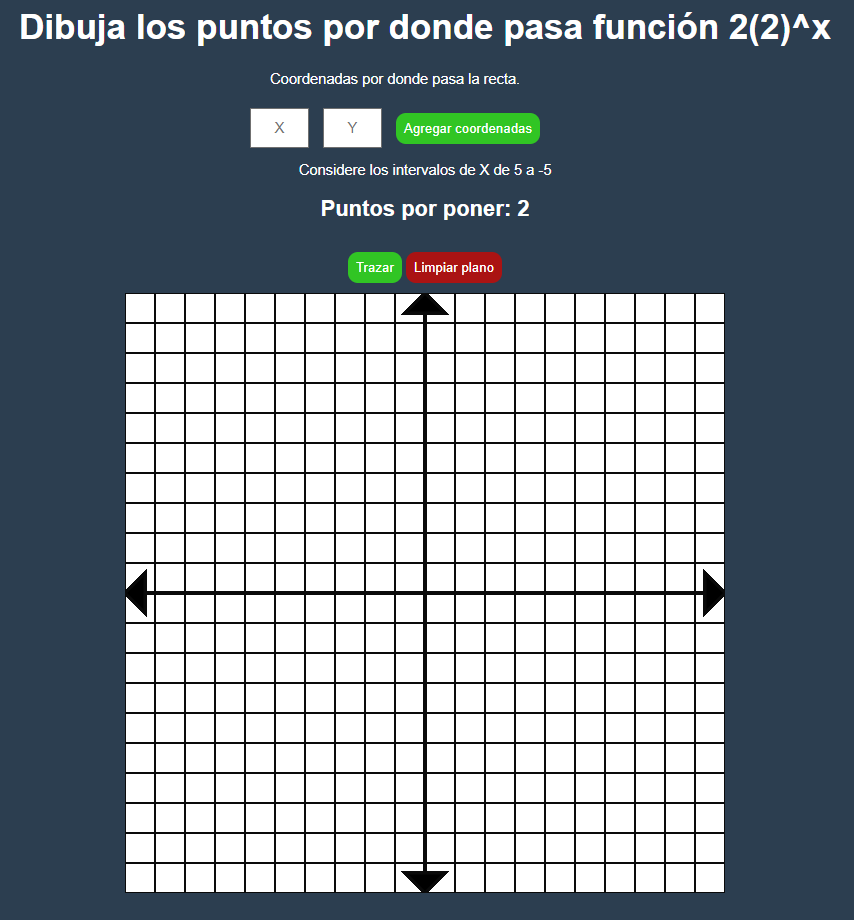 Dibuja los puntos por donde pasa función 2(2)^x
Coordenadas por donde pasa la recta.
X Y Agregar coordenadas
Considere los intervalos de X de 5 a -5
Puntos por poner: 2
Trazar Limpiar plano